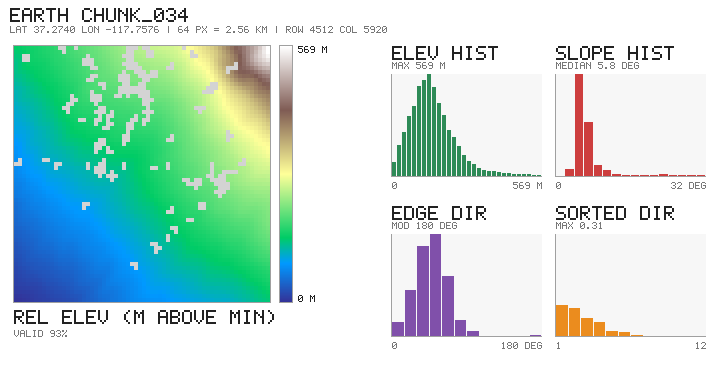 EARTH CHUNK_034
LAT 37.2740 LON -117.7576 | 64 PX = 2.56 KM | ROW 4512 COL 5920
569 M
0 M
REL ELEV (M ABOVE MIN)
VALID 93%
ELEV HIST
MAX 569 M
0 569 M
SLOPE HIST
MEDIAN 5.8 DEG
0 32 DEG
EDGE DIR
MOD 180 DEG
0 180 DEG
SORTED DIR
MAX 0.31
1 12